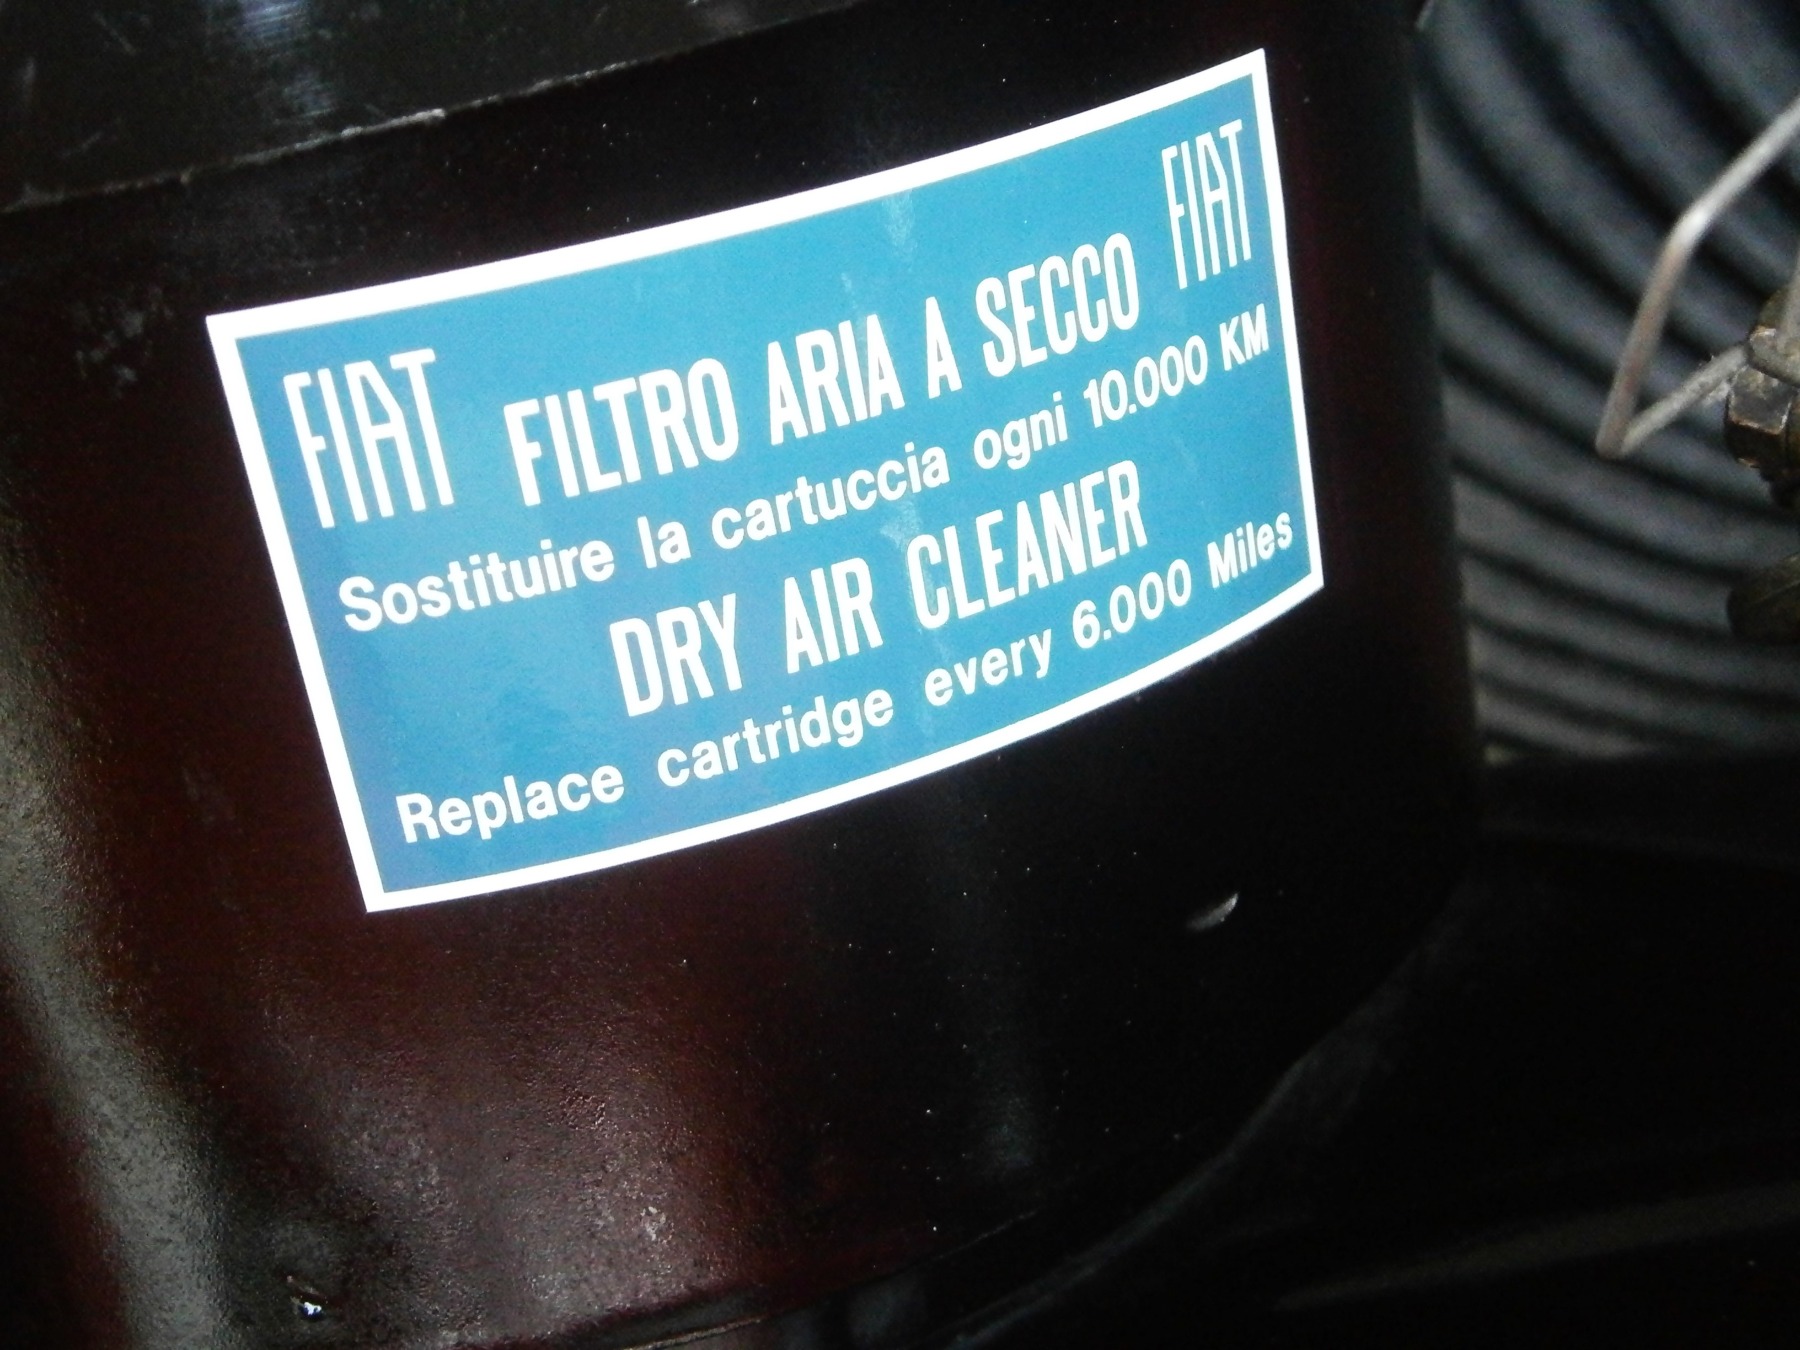 FIAT FILTRO ARIA A SECCO FIAT
Sostituire la cartuccia ogni 10.000 KM
DRY AIR CLEANER
Replace cartridge every 6.000 Miles